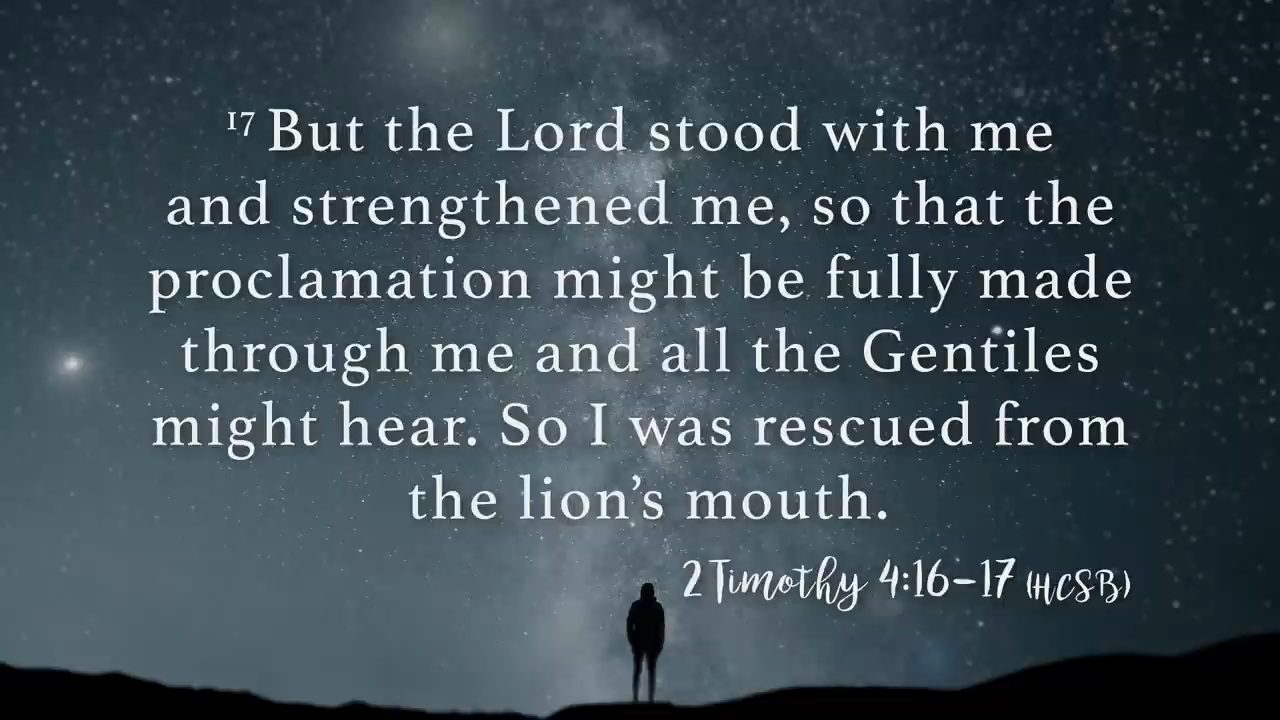 17 But the Lord stood with me
and strengthened me, so that the
proclamation might be fully made
through me and all the Gentiles
might hear. So I was rescued from
the lion’s mouth.
2 Timothy 4:16–17 (HCSB)